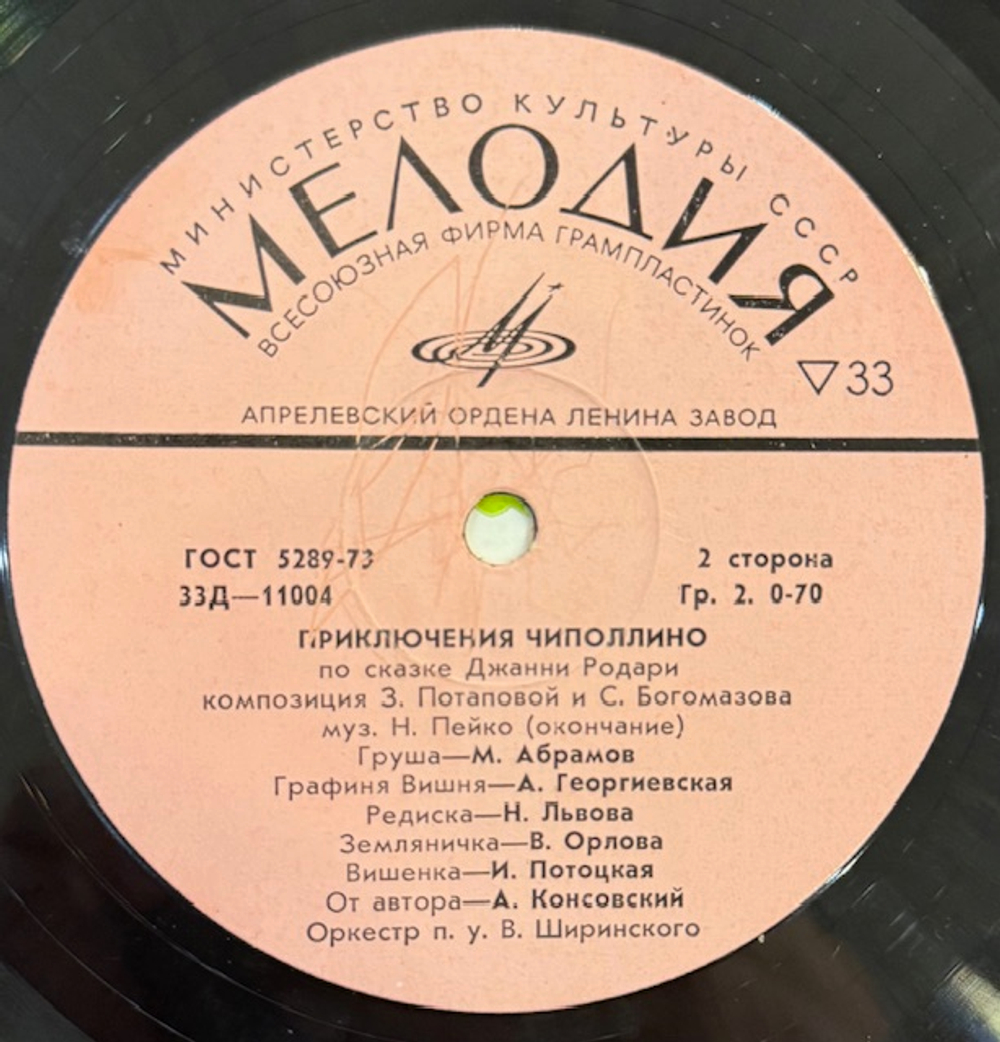 МИНИСТЕРСТВО КУЛЬТУРЫ СССР
МЕЛОДИЯ
ВСЕСОЮЗНАЯ ФИРМА ГРАМПЛАСТИНОК
▽33
АПРЕЛЕВСКИЙ ОРДЕНА ЛЕНИНА ЗАВОД
ГОСТ 5289-73 2 сторона
33Д—11004 Гр. 2. 0-70
ПРИКЛЮЧЕНИЯ ЧИПОЛЛИНО
по сказке Джанни Родари
композиция З. Потаповой и С. Богомазова
муз. Н. Пейко (окончание)
Груша—М. Абрамов
Графиня Вишня—А. Георгиевская
Редиска—Н. Львова
Земляничка—В. Орлова
Вишенка—И. Потоцкая
От автора—А. Консовский
Оркестр п. у. В. Ширинского